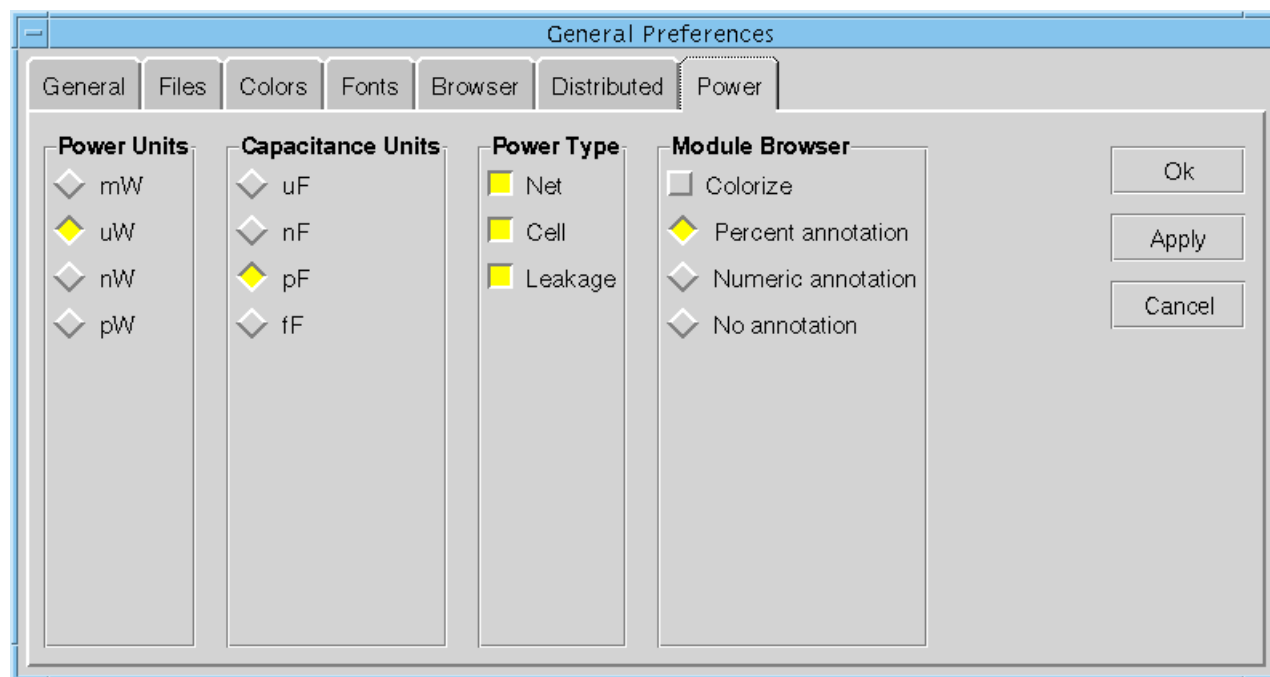 General Preferences
General Files Colors Fonts Browser Distributed Power
Power Units Capacitance Units Power Type Module Browser
mW uF Net Colorize Ok
uW nF Cell Percent annotation Apply
nW pF Leakage Numeric annotation Cancel
pW fF No annotation